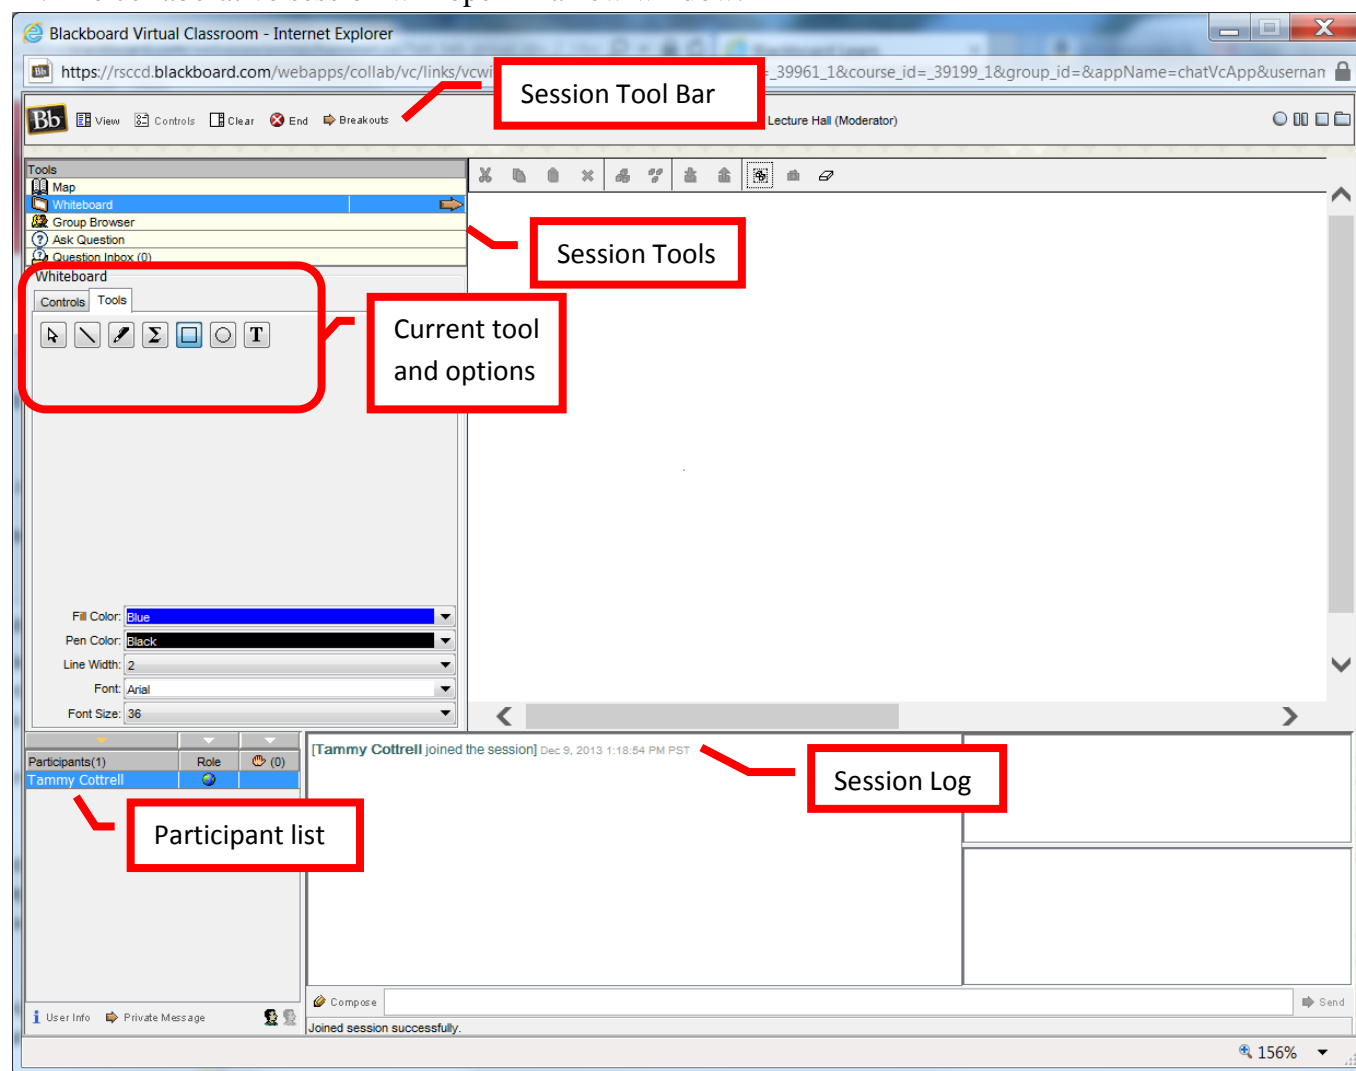 Blackboard Virtual Classroom - Internet Explorer
https://rsccd.blackboard.com/webapps/collab/vc/links/vcwi =_39961_1&course_id=_39199_1&group_id=&appName=chatVcApp&usernan
Session Tool Bar
Bb View Controls Clear End Breakouts Lecture Hall (Moderator)
Tools
Map
Whiteboard
Group Browser
Ask Question
Question Inbox (0)
Session Tools
Whiteboard
Controls Tools
Σ T
Current tool
and options
Fill Color: Blue
Pen Color: Black
Line Width: 2
Font: Arial
Font Size: 36
Participants(1) Role (0)
Tammy Cottrell
[Tammy Cottrell joined the session] Dec 9, 2013 1:18:54 PM PST
Session Log
Participant list
Compose Send
User Info Private Message
Joined session successfully.
156%